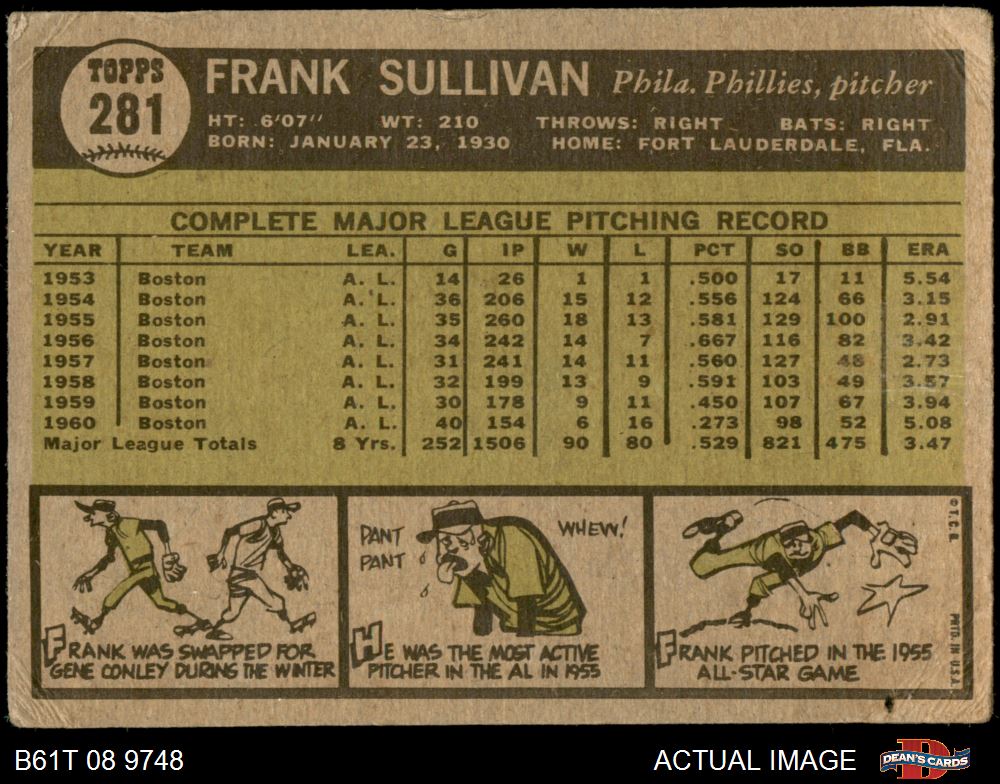 TOPPS
281
FRANK SULLIVAN Phila. Phillies, pitcher
HT: 6'07" WT: 210 THROWS: RIGHT BATS: RIGHT
BORN: JANUARY 23, 1930 HOME: FORT LAUDERDALE, FLA.
COMPLETE MAJOR LEAGUE PITCHING RECORD
YEAR TEAM LEA. G IP W L PCT SO BB ERA
1953 Boston A. L. 14 26 1 1 .500 17 11 5.54
1954 Boston A. L. 36 206 15 12 .556 124 66 3.15
1955 Boston A. L. 35 260 18 13 .581 129 100 2.91
1956 Boston A. L. 34 242 14 7 .667 116 82 3.42
1957 Boston A. L. 31 241 14 11 .560 127 48 2.73
1958 Boston A. L. 32 199 13 9 .591 103 49 3.57
1959 Boston A. L. 30 178 9 11 .450 107 67 3.94
1960 Boston A. L. 40 154 6 16 .273 98 52 5.08
Major League Totals 8 Yrs. 252 1506 90 80 .529 821 475 3.47
FRANK WAS SWAPPED FOR
GENE CONLEY DURING THE WINTER
PANT
PANT
WHEW!
HE WAS THE MOST ACTIVE
PITCHER IN THE AL IN 1955
FRANK PITCHED IN THE 1955
ALL-STAR GAME
© T.C.G.
PRTD. IN U.S.A.
B61T 08 9748
ACTUAL IMAGE
DEAN'S CARDS